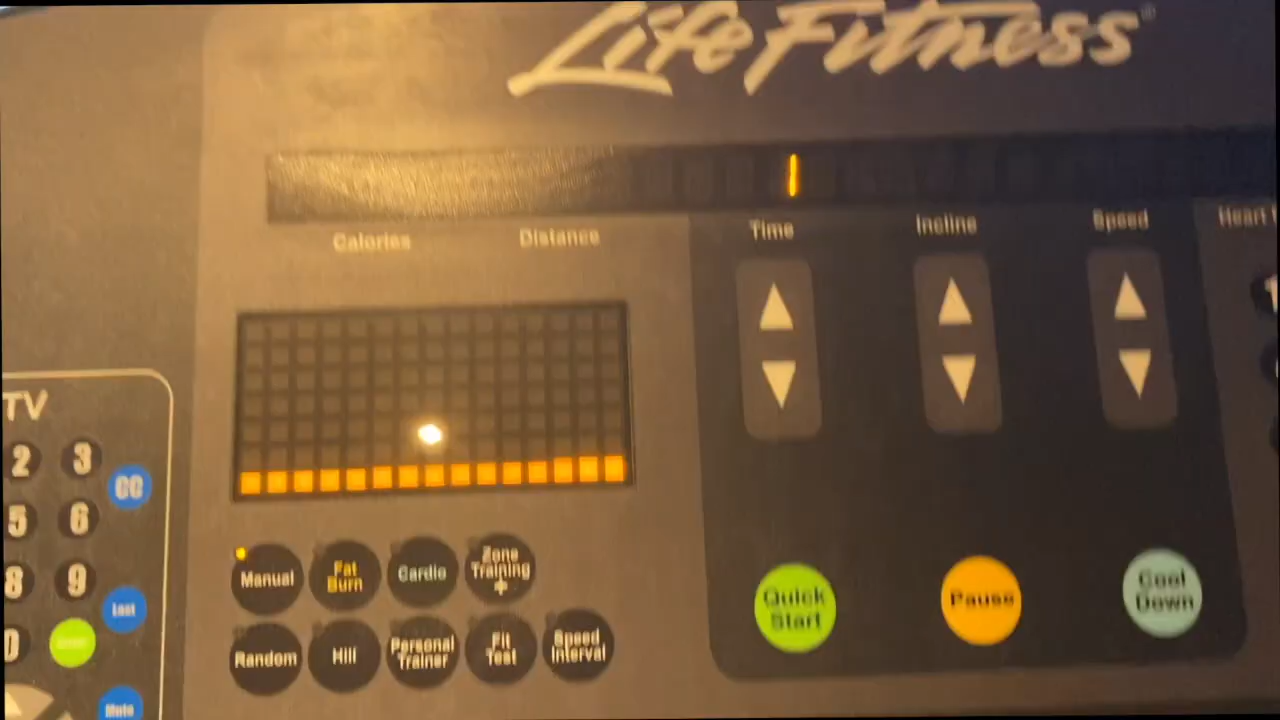 Life Fitness®
Calories
Distance
Time
Incline
Speed
Heart
TV
2
3
CC
5
6
8
9
Last
0
Mute
Manual
Fat
Burn
Cardio
Zone
Training
+
Random
Hill
Personal
Trainer
Fit
Test
Speed
Interval
Quick
Start
Pause
Cool
Down